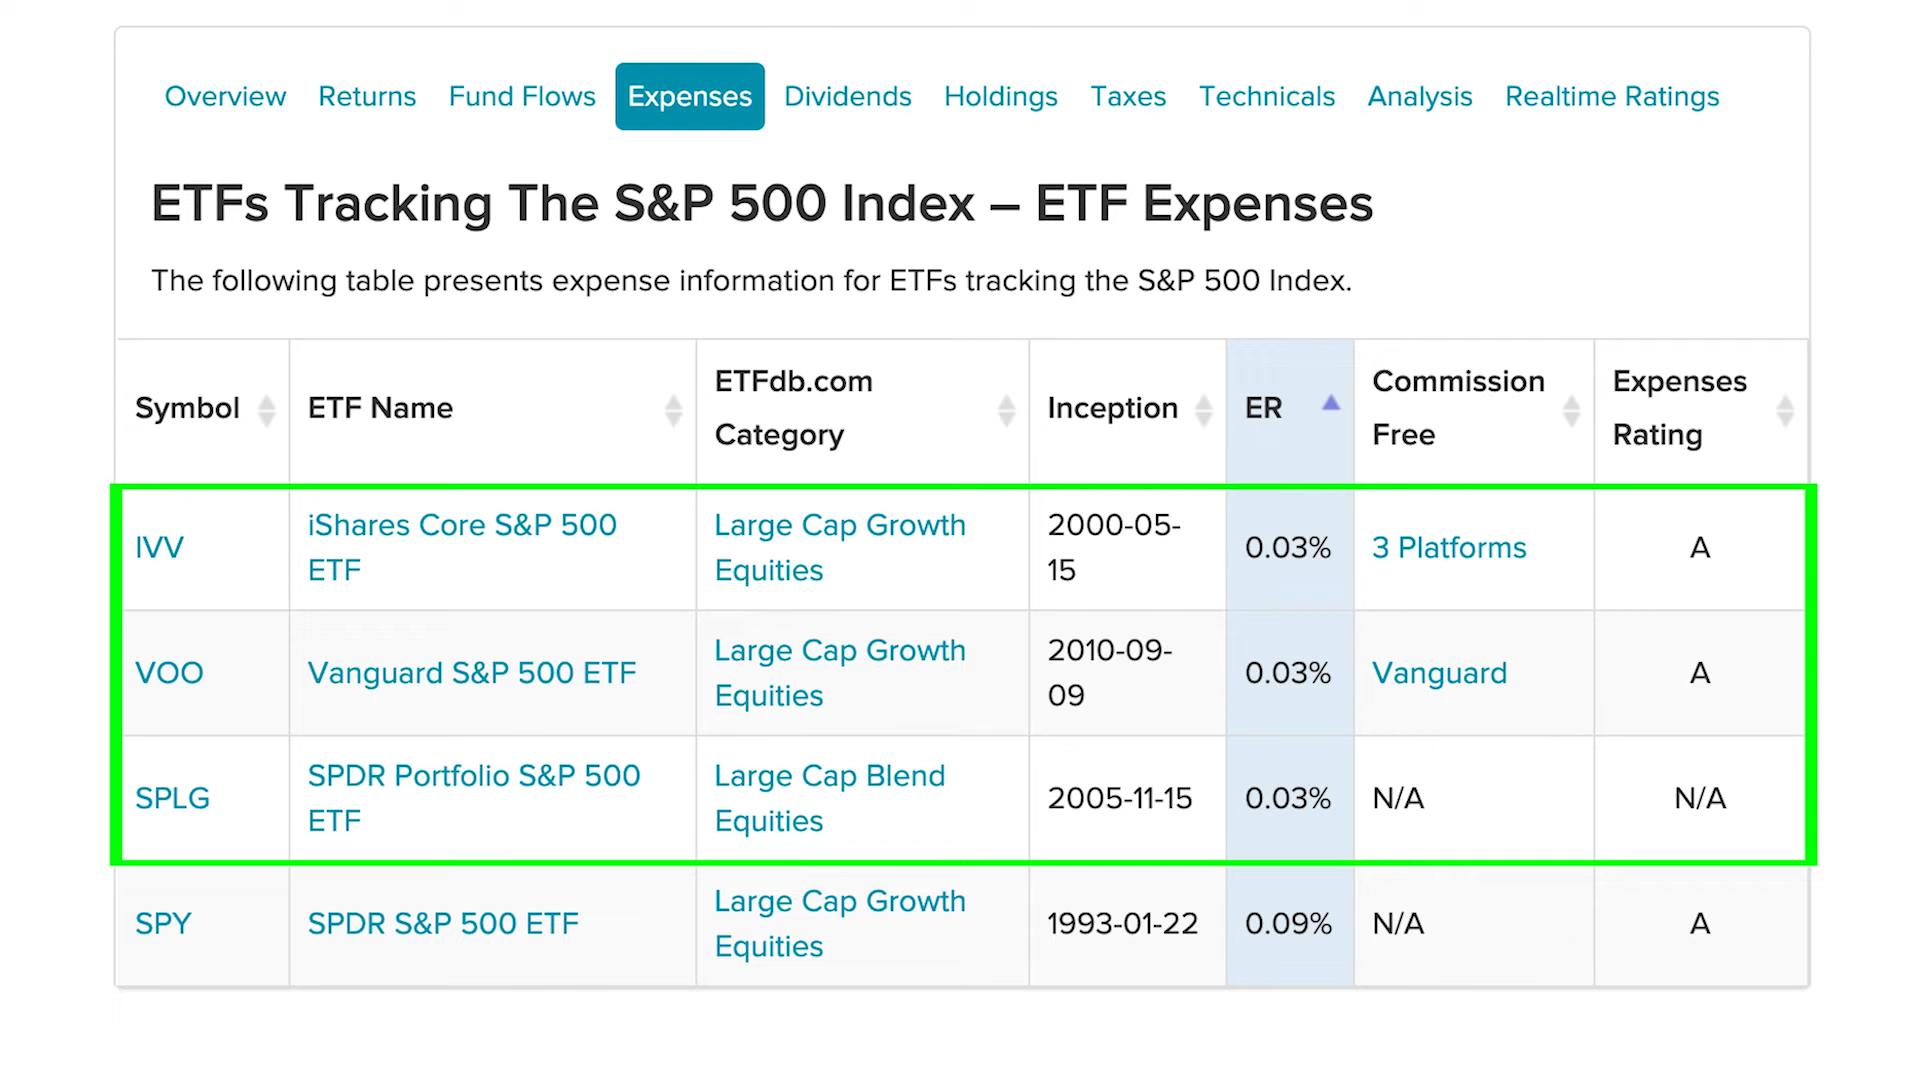 Overview Returns Fund Flows Expenses Dividends Holdings Taxes Technicals Analysis Realtime Ratings
ETFs Tracking The S&P 500 Index – ETF Expenses
The following table presents expense information for ETFs tracking the S&P 500 Index.
Symbol ETF Name ETFdb.com Category Inception ER Commission Free Expenses Rating
IVV iShares Core S&P 500 ETF Large Cap Growth Equities 2000-05-15 0.03% 3 Platforms A
VOO Vanguard S&P 500 ETF Large Cap Growth Equities 2010-09-09 0.03% Vanguard A
SPLG SPDR Portfolio S&P 500 ETF Large Cap Blend Equities 2005-11-15 0.03% N/A N/A
SPY SPDR S&P 500 ETF Large Cap Growth Equities 1993-01-22 0.09% N/A A